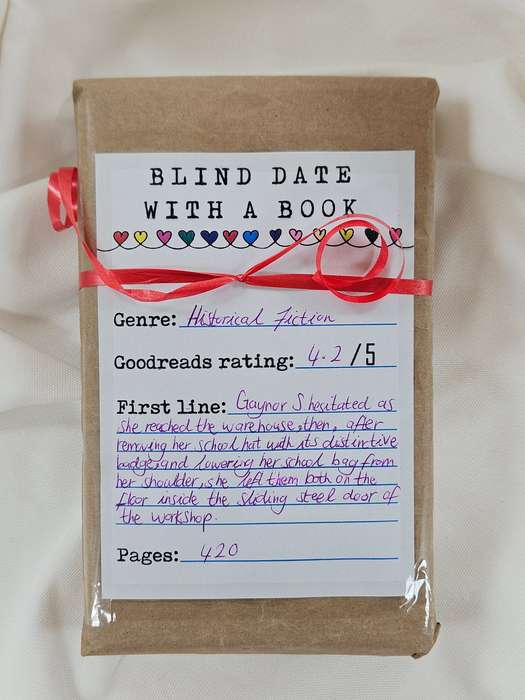 BLIND DATE
WITH A BOOK
Genre: Historical Fiction
Goodreads rating: 4.2 /5
First line: Gaynor S hesitated as
she reached the warehouse, then, after
removing her school hat with its distintive
badge, and lowering her school bag from
her shoulder, she left them both on the
floor inside the sliding steel door of
the workshop.
Pages: 420